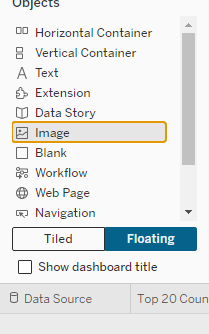 Objects
Horizontal Container
Vertical Container
A Text
Extension
Data Story
Image
Blank
Workflow
Web Page
Navigation
Tiled Floating
Show dashboard title
Data Source Top 20 Coun